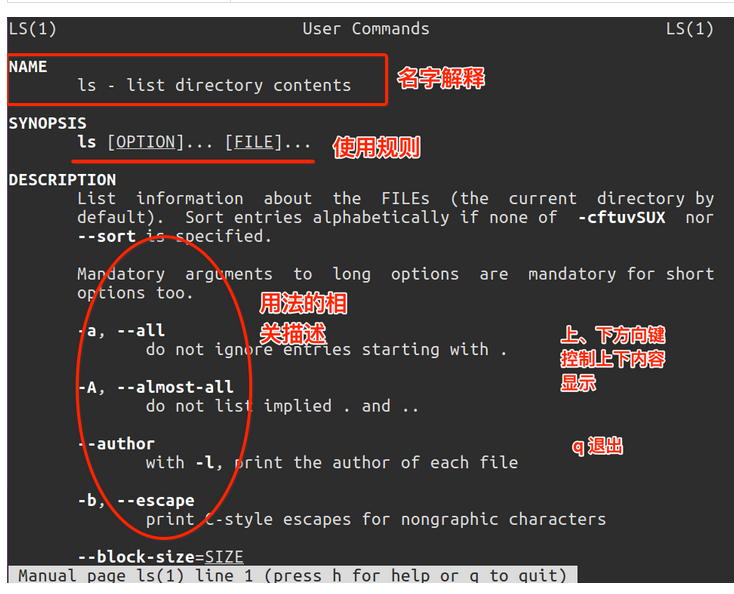 LS(1) User Commands LS(1)
NAME
ls - list directory contents
名字解释
SYNOPSIS
ls [OPTION]... [FILE]...
使用规则
DESCRIPTION
List information about the FILEs (the current directory by
default). Sort entries alphabetically if none of -cftuvSUX nor
--sort is specified.
Mandatory arguments to long options are mandatory for short
options too.
用法的相
关描述
-a, --all
do not ignore entries starting with .
上、下方向键
控制上下内容
显示
-A, --almost-all
do not list implied . and ..
--author
with -l, print the author of each file
q 退出
-b, --escape
print C-style escapes for nongraphic characters
--block-size=SIZE
Manual page ls(1) line 1 (press h for help or q to quit)